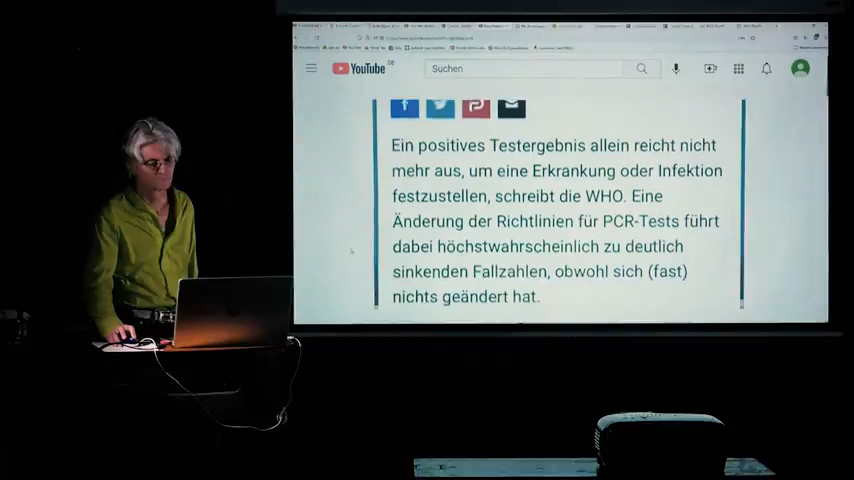 YouTube DE
Suchen
Ein positives Testergebnis allein reicht nicht
mehr aus, um eine Erkrankung oder Infektion
festzustellen, schreibt die WHO. Eine
Änderung der Richtlinien für PCR-Tests führt
dabei höchstwahrscheinlich zu deutlich
sinkenden Fallzahlen, obwohl sich (fast)
nichts geändert hat.